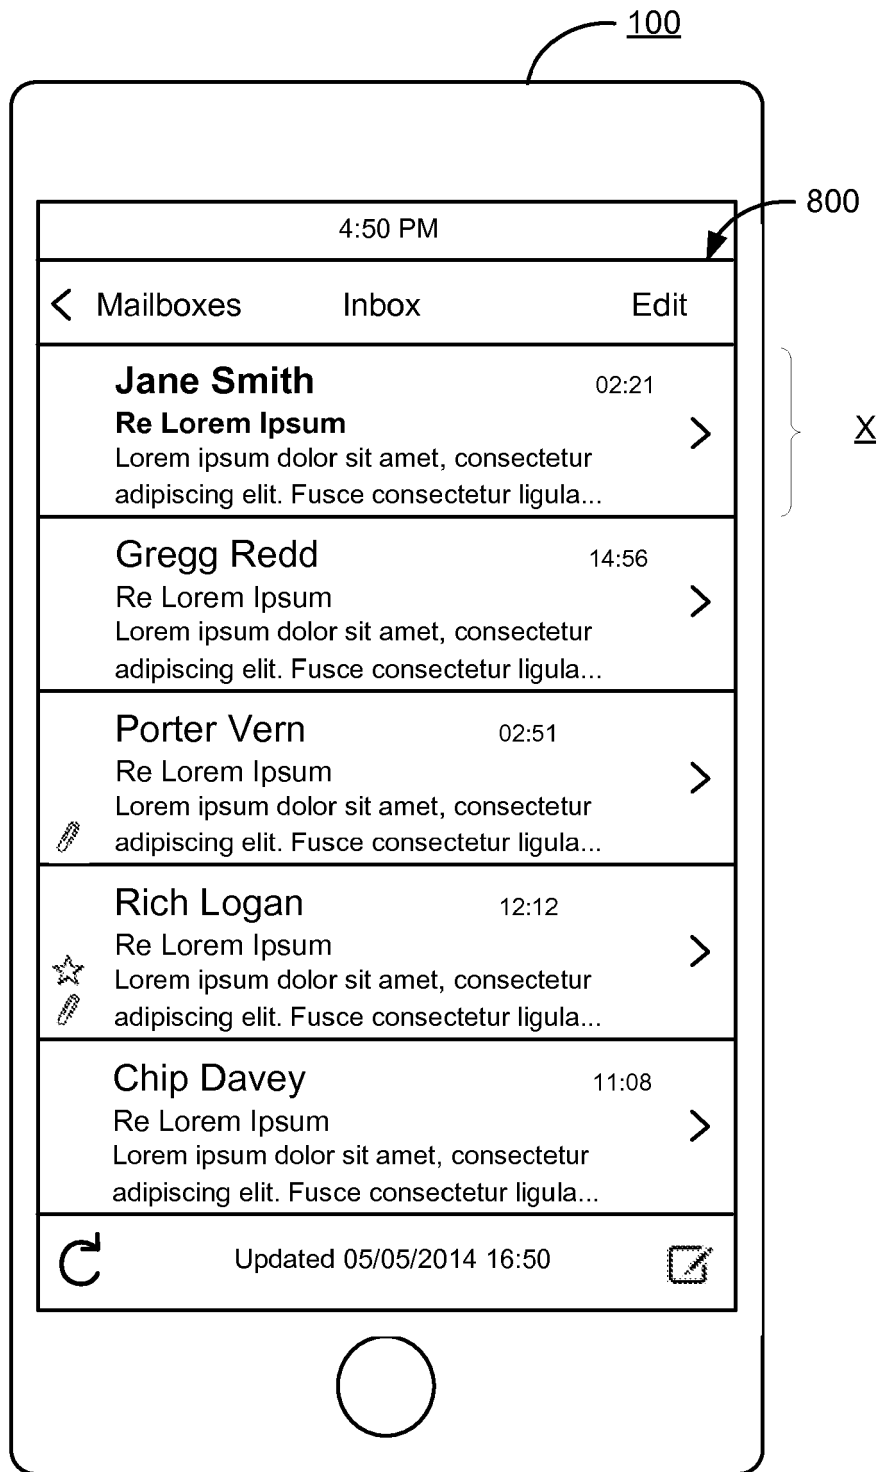 100
800
4:50 PM
Mailboxes Inbox Edit
Jane Smith 02:21
Re Lorem Ipsum
Lorem ipsum dolor sit amet, consectetur
adipiscing elit. Fusce consectetur ligula...
X
Gregg Redd 14:56
Re Lorem Ipsum
Lorem ipsum dolor sit amet, consectetur
adipiscing elit. Fusce consectetur ligula...
Porter Vern 02:51
Re Lorem Ipsum
Lorem ipsum dolor sit amet, consectetur
adipiscing elit. Fusce consectetur ligula...
Rich Logan 12:12
Re Lorem Ipsum
Lorem ipsum dolor sit amet, consectetur
adipiscing elit. Fusce consectetur ligula...
Chip Davey 11:08
Re Lorem Ipsum
Lorem ipsum dolor sit amet, consectetur
adipiscing elit. Fusce consectetur ligula...
Updated 05/05/2014 16:50